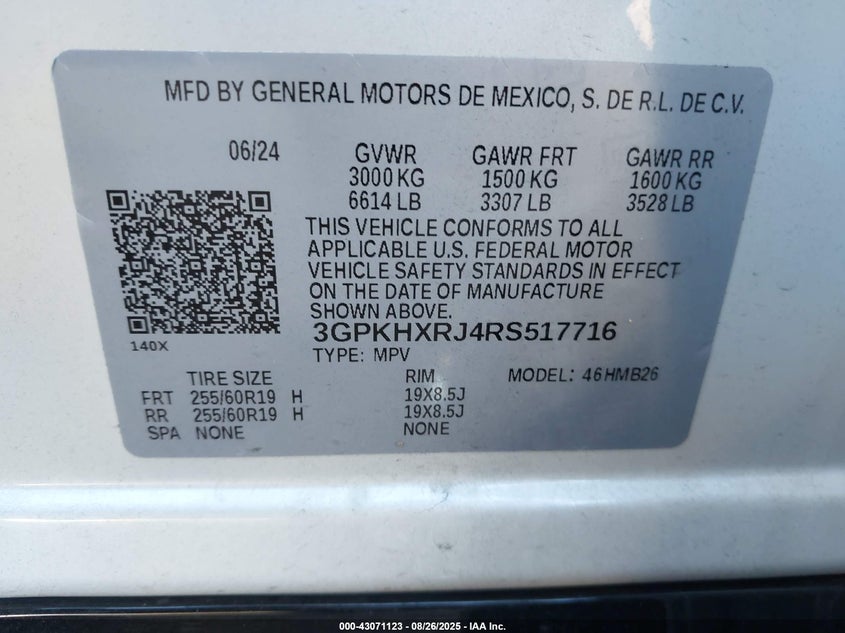 MFD BY GENERAL MOTORS DE MEXICO, S. DE R.L. DE C.V.
06/24 GVWR GAWR FRT GAWR RR
3000 KG 1500 KG 1600 KG
6614 LB 3307 LB 3528 LB
THIS VEHICLE CONFORMS TO ALL
APPLICABLE U.S. FEDERAL MOTOR
VEHICLE SAFETY STANDARDS IN EFFECT
ON THE DATE OF MANUFACTURE
SHOWN ABOVE.
3GPKHXRJ4RS517716
140X
TYPE: MPV
TIRE SIZE RIM MODEL: 46HMB26
FRT 255/60R19 H 19X8.5J
RR 255/60R19 H 19X8.5J
SPA NONE NONE
000-43071123 - 08/26/2025 - IAA Inc.